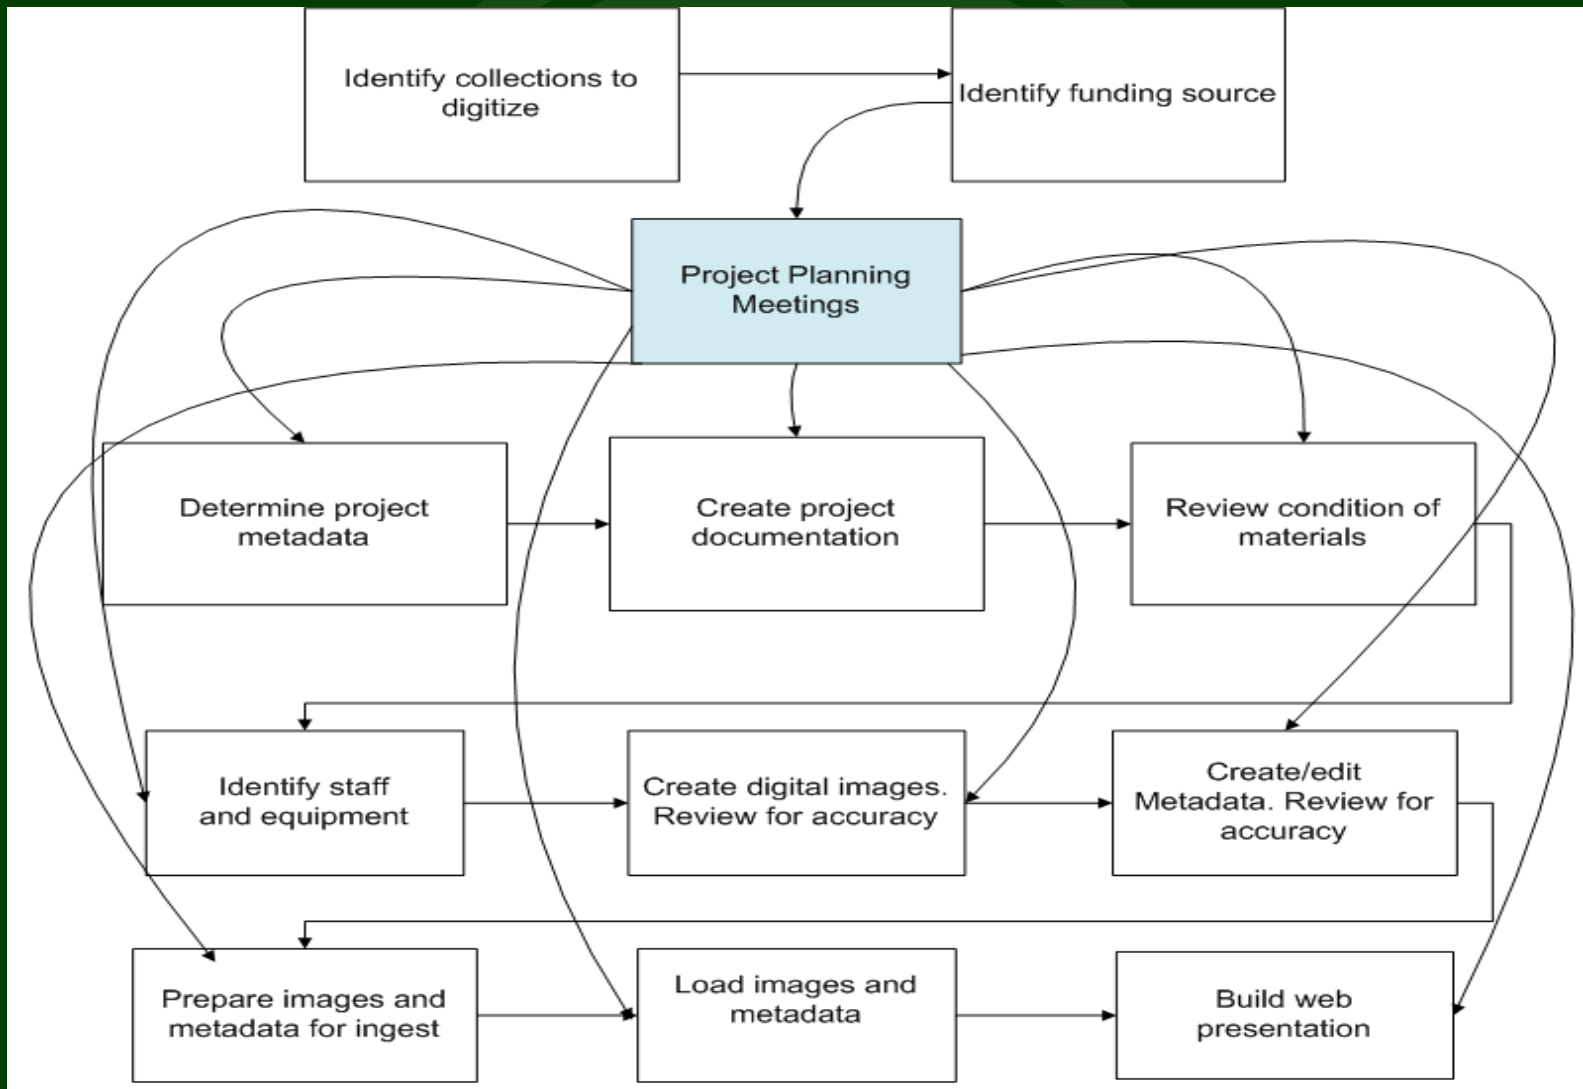 Identify collections to
digitize
Identify funding source
Project Planning
Meetings
Determine project
metadata
Create project
documentation
Review condition of
materials
Identify staff
and equipment
Create digital images.
Review for accuracy
Create/edit
Metadata. Review for
accuracy
Prepare images and
metadata for ingest
Load images and
metadata
Build web
presentation